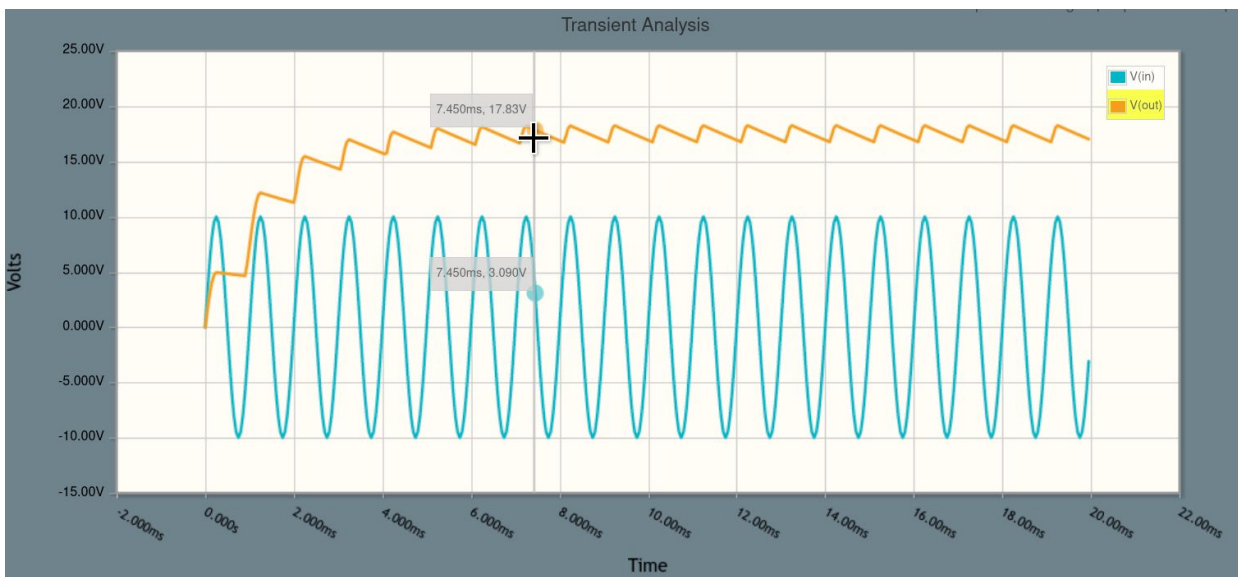 Transient Analysis
25.00V
20.00V
15.00V
10.00V
5.000V
0.000V
-5.000V
-10.00V
-15.00V
Volts
V(in)
V(out)
7.450ms, 17.83V
7.450ms, 3.090V
-2.000ms
0.000s
2.000ms
4.000ms
6.000ms
8.000ms
10.00ms
12.00ms
14.00ms
16.00ms
18.00ms
20.00ms
22.00ms
Time